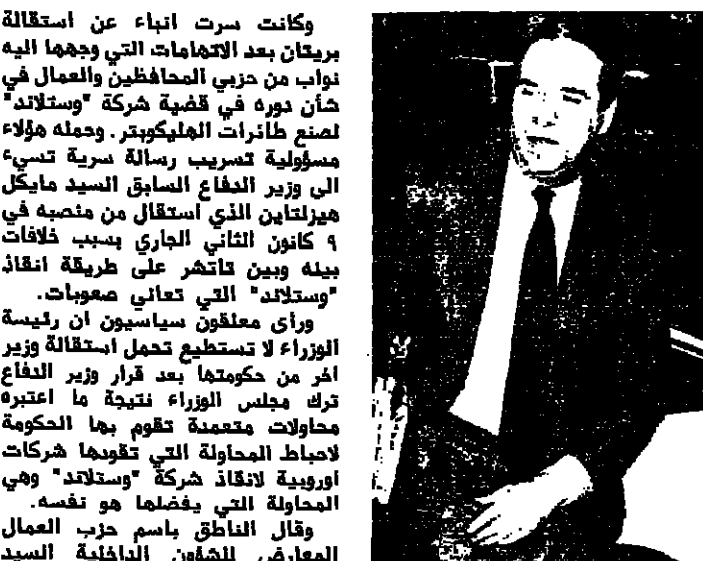 وكانت سرت انباء عن استقالة
بريتان بعد الاتهامات التي وجهها اليه
نواب من حزبي المحافظين والعمال في
شأن دوره في قضية شركة "وستلاند"
لصنع طائرات الهليكوبتر. وحمله هؤلاء
مسؤولية تسريب رسالة سرية تسيء
الى وزير الدفاع السابق السيد مايكل
هيزلتاين الذي استقال من منصبه في
٩ كانون الثاني الجاري بسبب خلافات
بينه وبين تاتشر على طريقة انقاذ
"وستلاند" التي تعاني صعوبات.
ورأى معلقون سياسيون ان رئيسة
الوزراء لا تستطيع تحمل استقالة وزير
اخر من حكومتها بعد قرار وزير الدفاع
ترك مجلس الوزراء نتيجة ما اعتبره
محاولات متعمدة تقوم بها الحكومة
لاحباط المحاولة التي تقودها شركات
اوروبية لانقاذ شركة "وستلاند" وهي
المحاولة التي يفضلها هو نفسه.
وقال الناطق باسم حزب العمال
المعارض للشؤون الداخلية السيد